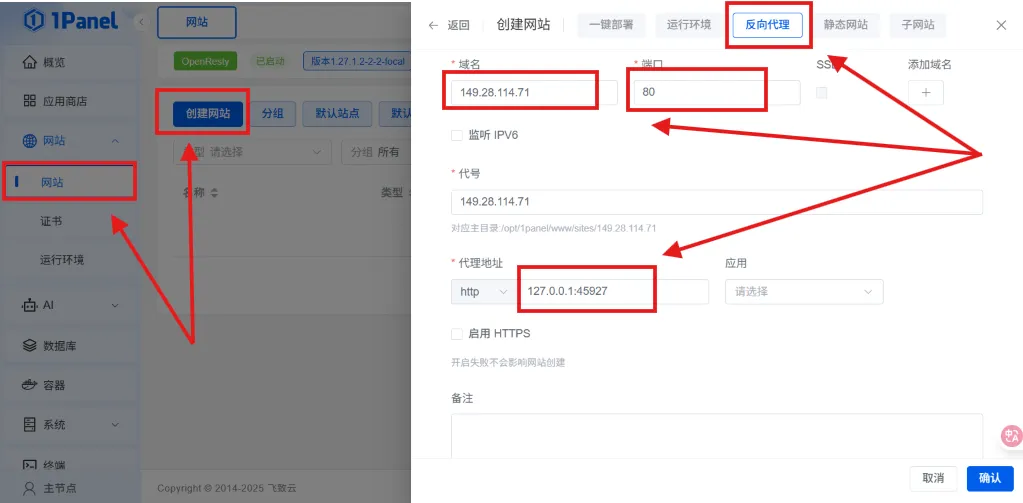 1Panel
概览
应用商店
网站
网站
证书
运行环境
AI
数据库
容器
系统
终端
主节点
网站
OpenResty 已启动 版本1.27.1.2-2-2-local
创建网站 分组 默认站点 默认
类型 请选择 分组 所有
名称 类型
Copyright © 2014-2025 飞致云
返回 创建网站 一键部署 运行环境 反向代理 静态网站 子网站
* 域名 * 端口 SSL 添加域名
149.28.114.71 80
监听 IPV6
* 代号
149.28.114.71
对应主目录:/opt/1panel/www/sites/149.28.114.71
* 代理地址 应用
http 127.0.0.1:45927 请选择
启用 HTTPS
开启失败不会影响网站创建
备注
取消 确认